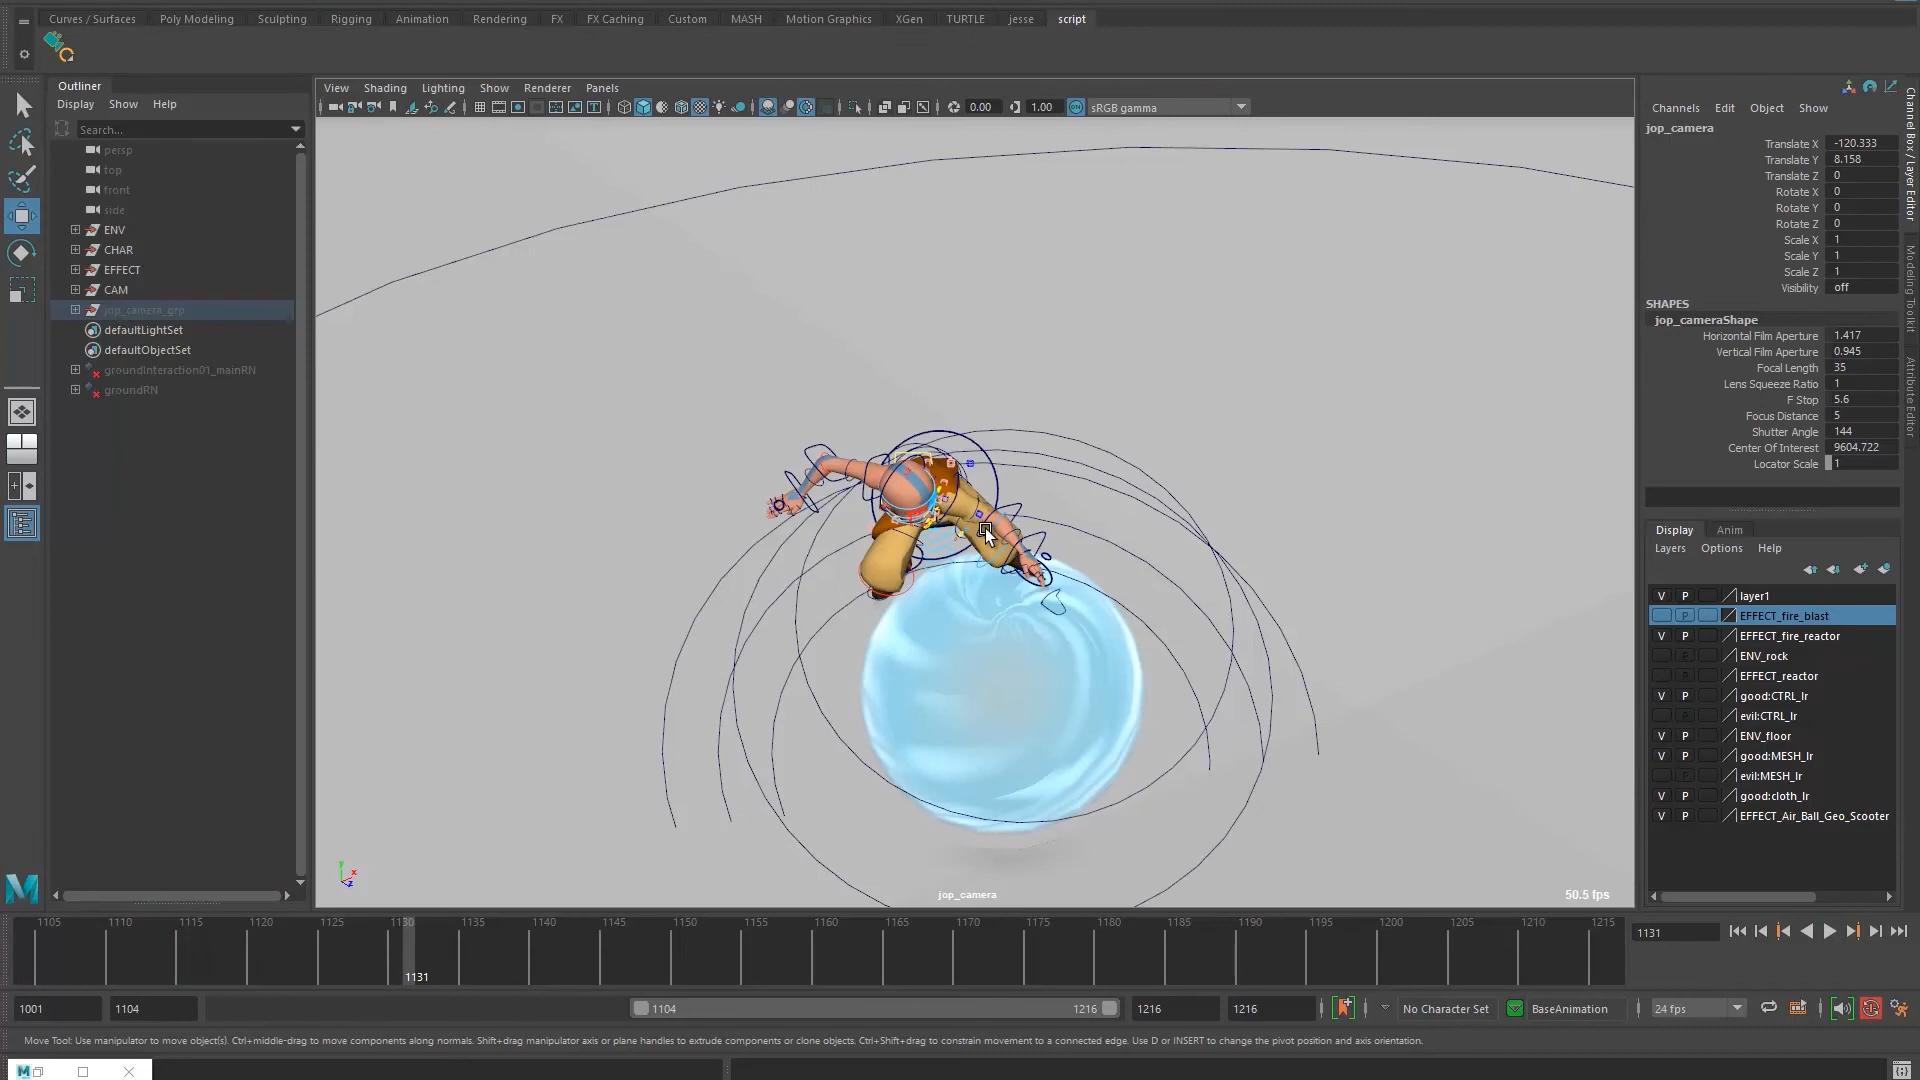 Curves / Surfaces Poly Modeling Sculpting Rigging Animation Rendering FX FX Caching Custom MASH Motion Graphics XGen TURTLE jesse script
Outliner
Display Show Help
Search...
persp
top
front
side
ENV
CHAR
EFFECT
CAM
jop_camera_grp
defaultLightSet
defaultObjectSet
groundInteraction01_mainRN
groundRN
View Shading Lighting Show Renderer Panels
0.00 1.00 ON sRGB gamma
jop_camera
50.5 fps
Channels Edit Object Show
jop_camera
Translate X -120.333
Translate Y 8.158
Translate Z 0
Rotate X 0
Rotate Y 0
Rotate Z 0
Scale X 1
Scale Y 1
Scale Z 1
Visibility off
SHAPES
jop_cameraShape
Horizontal Film Aperture 1.417
Vertical Film Aperture 0.945
Focal Length 35
Lens Squeeze Ratio 1
F Stop 5.6
Focus Distance 5
Shutter Angle 144
Center Of Interest 9604.722
Locator Scale 1
Display Anim
Layers Options Help
V P layer1
P EFFECT_fire_blast
V P EFFECT_fire_reactor
P ENV_rock
P EFFECT_reactor
V P good:CTRL_lr
P evil:CTRL_lr
V P ENV_floor
V P good:MESH_lr
P evil:MESH_lr
V P good:cloth_lr
V P EFFECT_Air_Ball_Geo_Scooter
Channel Box / Layer Editor
Modeling Toolkit
Attribute Editor
1105 1110 1115 1120 1125 1130 1135 1140 1145 1150 1155 1160 1165 1170 1175 1180 1185 1190 1195 1200 1205 1210 1215
1131
1131
1001 1104 1104 1216 1216 1216 No Character Set BaseAnimation 24 fps
Move Tool: Use manipulator to move object(s). Ctrl+middle-drag to move components along normals. Shift+drag manipulator axis or plane handles to extrude components or clone objects. Ctrl+Shift+drag to constrain movement to a connected edge. Use D or INSERT to change the pivot position and axis orientation.